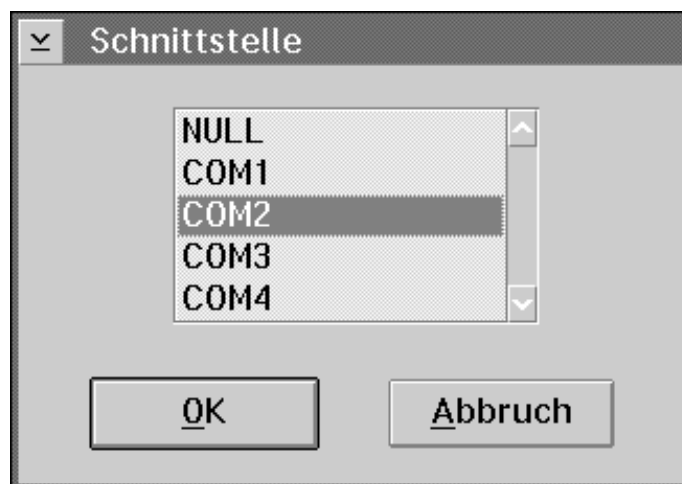 Schnittstelle
NULL
COM1
COM2
COM3
COM4
OK
Abbruch